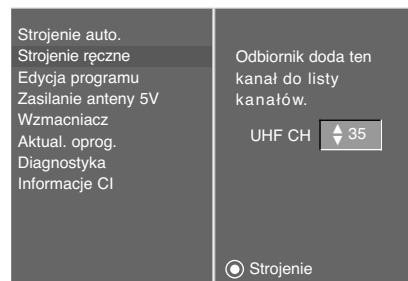 Strojenie auto.
Strojenie ręczne
Edycja programu
Zasilanie anteny 5V
Wzmacniacz
Aktual. oprog.
Diagnostyka
Informacje CI
Odbiornik doda ten
kanał do listy
kanałów.
UHF CH 35
Strojenie